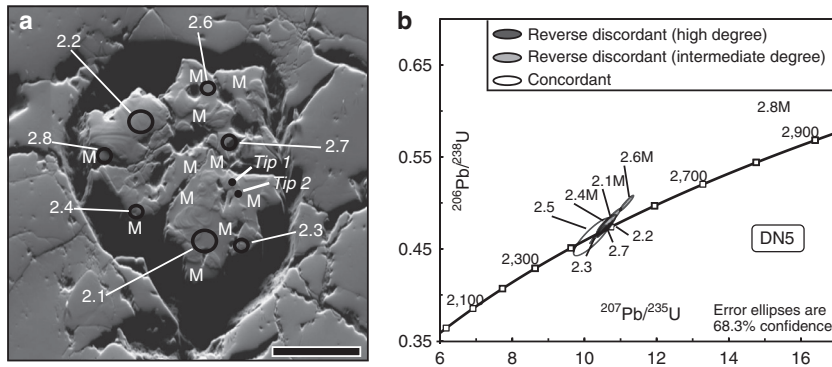 a
2.6
2.2
M
M
M
2.8
M
2.7
M
M
Tip 1
Tip 2
M
M
2.4
M
M
2.3
M
2.1
b
Reverse discordant (high degree)
Reverse discordant (intermediate degree)
Concordant
0.65
0.55
0.45
0.35
206Pb/238U
2.8M
2,900
2.6M
2,700
2.1M
2.4M
2.5
2.2
2.7
2.3
2,300
2,100
DN5
207Pb/235U
Error ellipses are
68.3% confidence
6
8
10
12
14
16